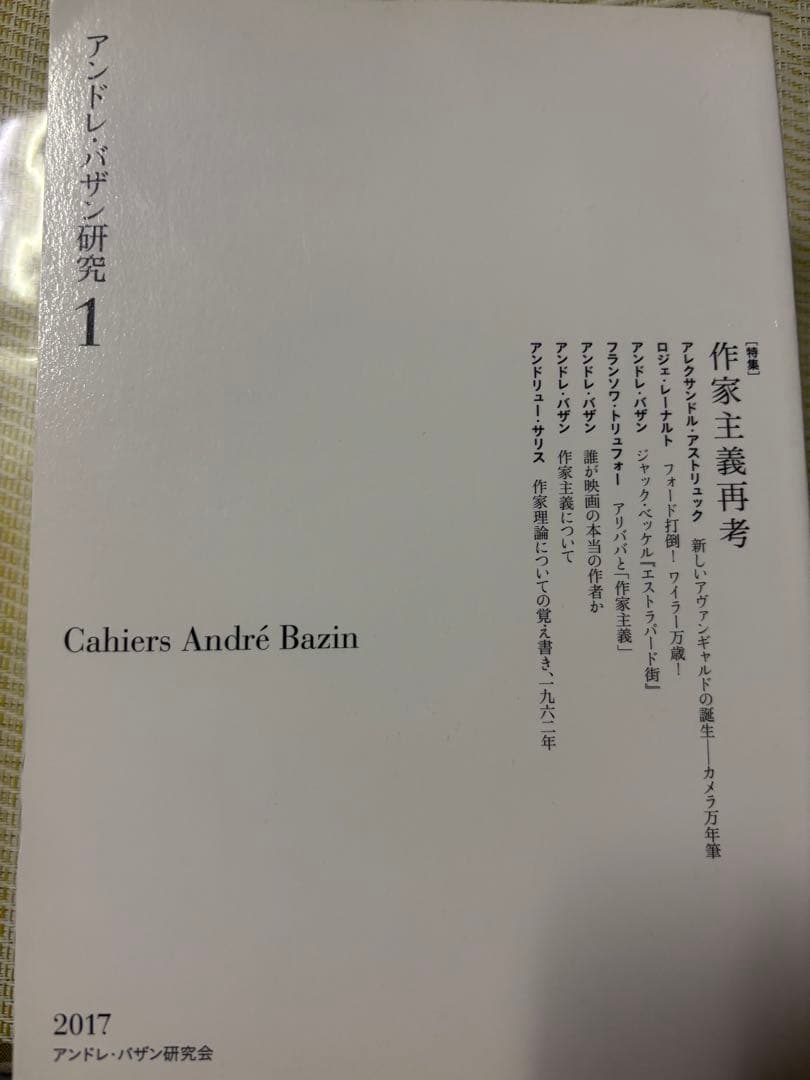 アンドレ・バザン研究 1
[特集]
作家主義再考
アレクサンドル・アストリュック 新しいアヴァンギャルドの誕生――カメラ万年筆
ロジェ・レーナルト フォード打倒！ ワイラー万歳！
アンドレ・バザン ジャック・ベッケル『エストラパード街』
フランソワ・トリュフォー アリババと「作家主義」
アンドレ・バザン 誰が映画の本当の作者か
アンドレ・バザン 作家主義について
アンドリュー・サリス 作家理論についての覚え書き、一九六二年
Cahiers André Bazin
2017
アンドレ・バザン研究会